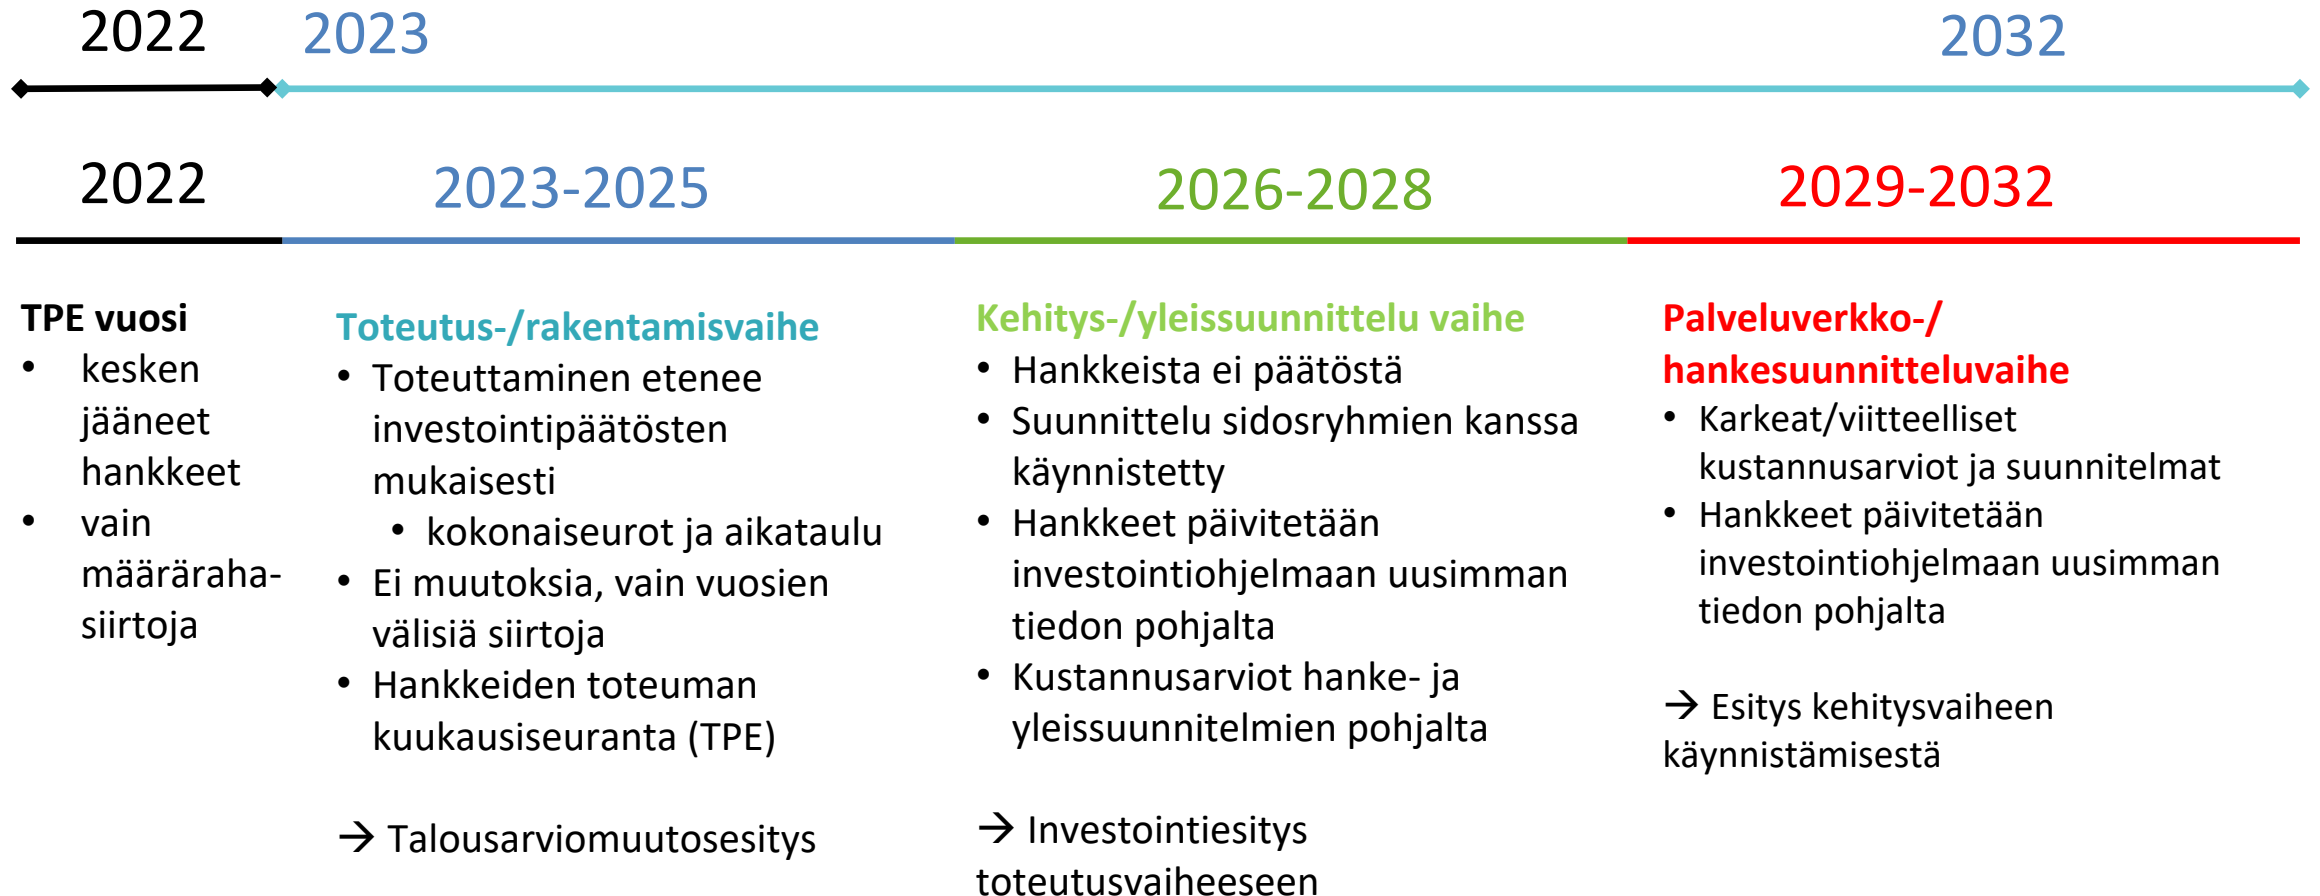 2022
2023
2032
2022
2023-2025
2026-2028
2029-2032
TPE vuosi
• kesken
jääneet
hankkeet
• vain
määräraha-
siirtoja
Toteutus-/rakentamisvaihe
• Toteuttaminen etenee
investointipäätösten
mukaisesti
• kokonaiseurot ja aikataulu
• Ei muutoksia, vain vuosien
välisiä siirtoja
• Hankkeiden toteuman
kuukausiseuranta (TPE)
→ Talousarviomuutosesitys
Kehitys-/yleissuunnittelu vaihe
• Hankkeista ei päätöstä
• Suunnittelu sidosryhmien kanssa
käynnistetty
• Hankkeet päivitetään
investointiohjelmaan uusimman
tiedon pohjalta
• Kustannusarviot hanke- ja
yleissuunnitelmien pohjalta
→ Investointiesitys
toteutusvaiheeseen
Palveluverkko-/
hankesuunnitteluvaihe
• Karkeat/viitteelliset
kustannusarviot ja suunnitelmat
• Hankkeet päivitetään
investointiohjelmaan uusimman
tiedon pohjalta
→ Esitys kehitysvaiheen
käynnistämisestä